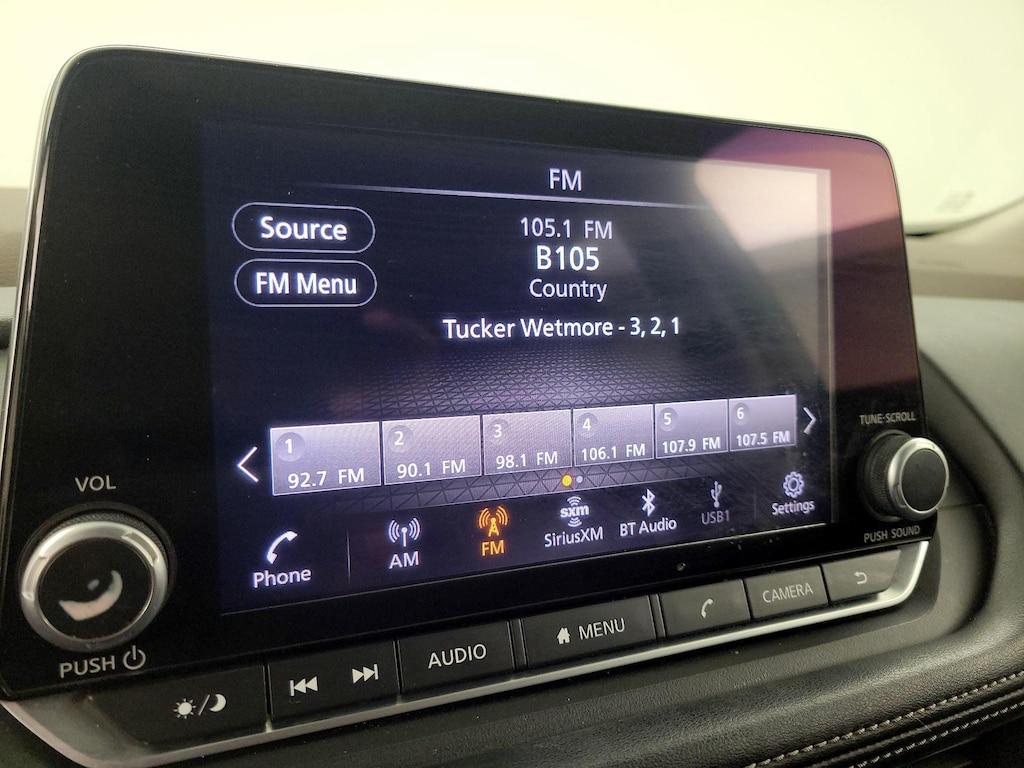 FM
Source
105.1 FM
B105
FM Menu
Country
Tucker Wetmore - 3, 2, 1
1
92.7 FM
2
90.1 FM
3
98.1 FM
4
106.1 FM
5
107.9 FM
6
107.5 FM
TUNE·SCROLL
VOL
Phone
AM
FM
sxm
SiriusXM
BT Audio
USB1
Settings
PUSH SOUND
PUSH
AUDIO
MENU
CAMERA